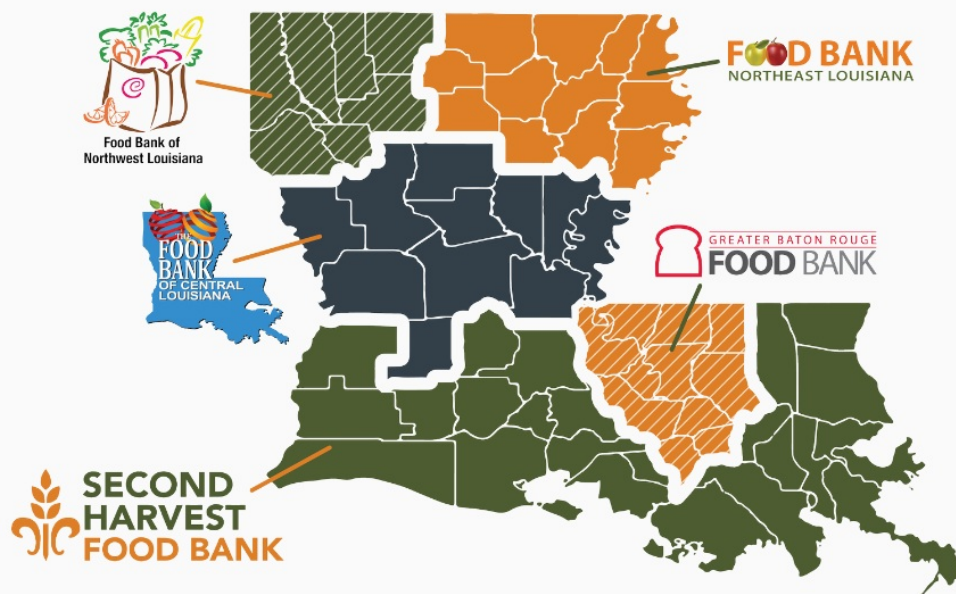 Food Bank of
Northwest Louisiana
FOOD BANK
NORTHEAST LOUISIANA
THE
FOOD
BANK
OF CENTRAL
LOUISIANA
GREATER BATON ROUGE
FOOD BANK
SECOND
HARVEST
FOOD BANK